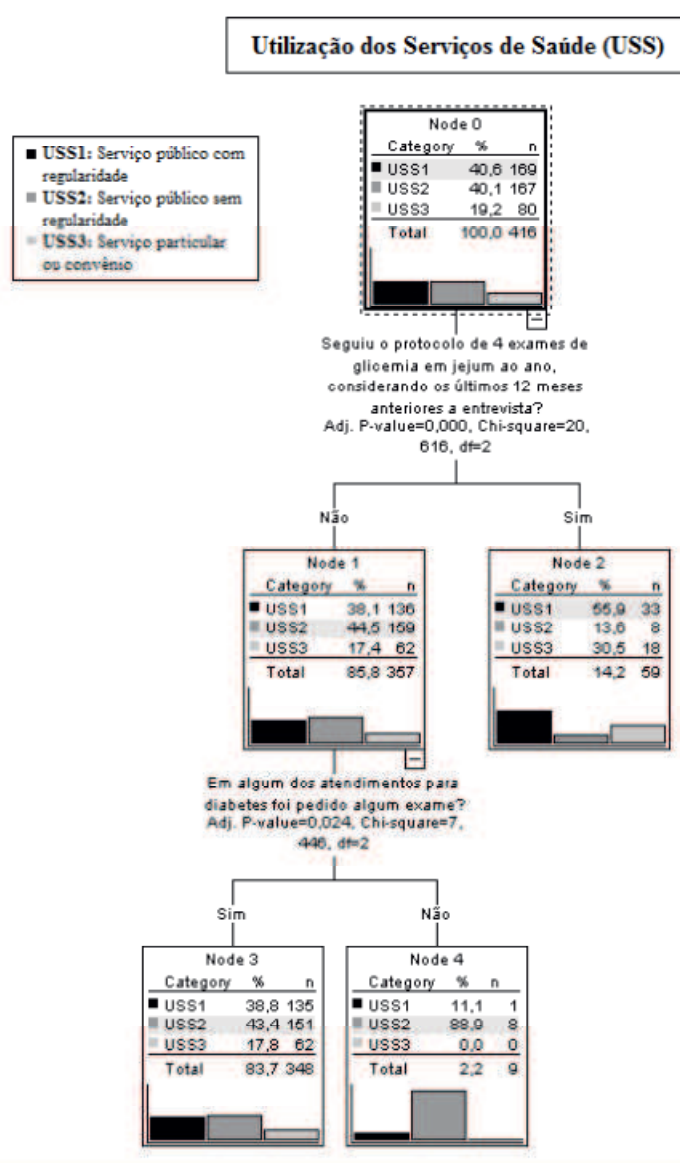 Utilização dos Serviços de Saúde (USS)
USS1: Serviço público com
regularidade
USS2: Serviço público sem
regularidade
USS3: Serviço particular
ou convênio
Node 0
Category % n
USS1 40,6 169
USS2 40,1 167
USS3 19,2 80
Total 100,0 416
Seguiu o protocolo de 4 exames de
glicemia em jejum ao ano,
considerando os últimos 12 meses
anteriores a entrevista?
Adj. P-value=0,000, Chi-square=20,
616, df=2
Não
Sim
Node 1
Category % n
USS1 38,1 136
USS2 44,5 159
USS3 17,4 62
Total 85,8 357
Node 2
Category % n
USS1 55,9 33
USS2 13,6 8
USS3 30,5 18
Total 14,2 59
Em algum dos atendimentos para
diabetes foi pedido algum exame?
Adj. P-value=0,024, Chi-square=7,
446, df=2
Sim
Não
Node 3
Category % n
USS1 38,8 135
USS2 43,4 151
USS3 17,8 62
Total 83,7 348
Node 4
Category % n
USS1 11,1 1
USS2 88,9 8
USS3 0,0 0
Total 2,2 9